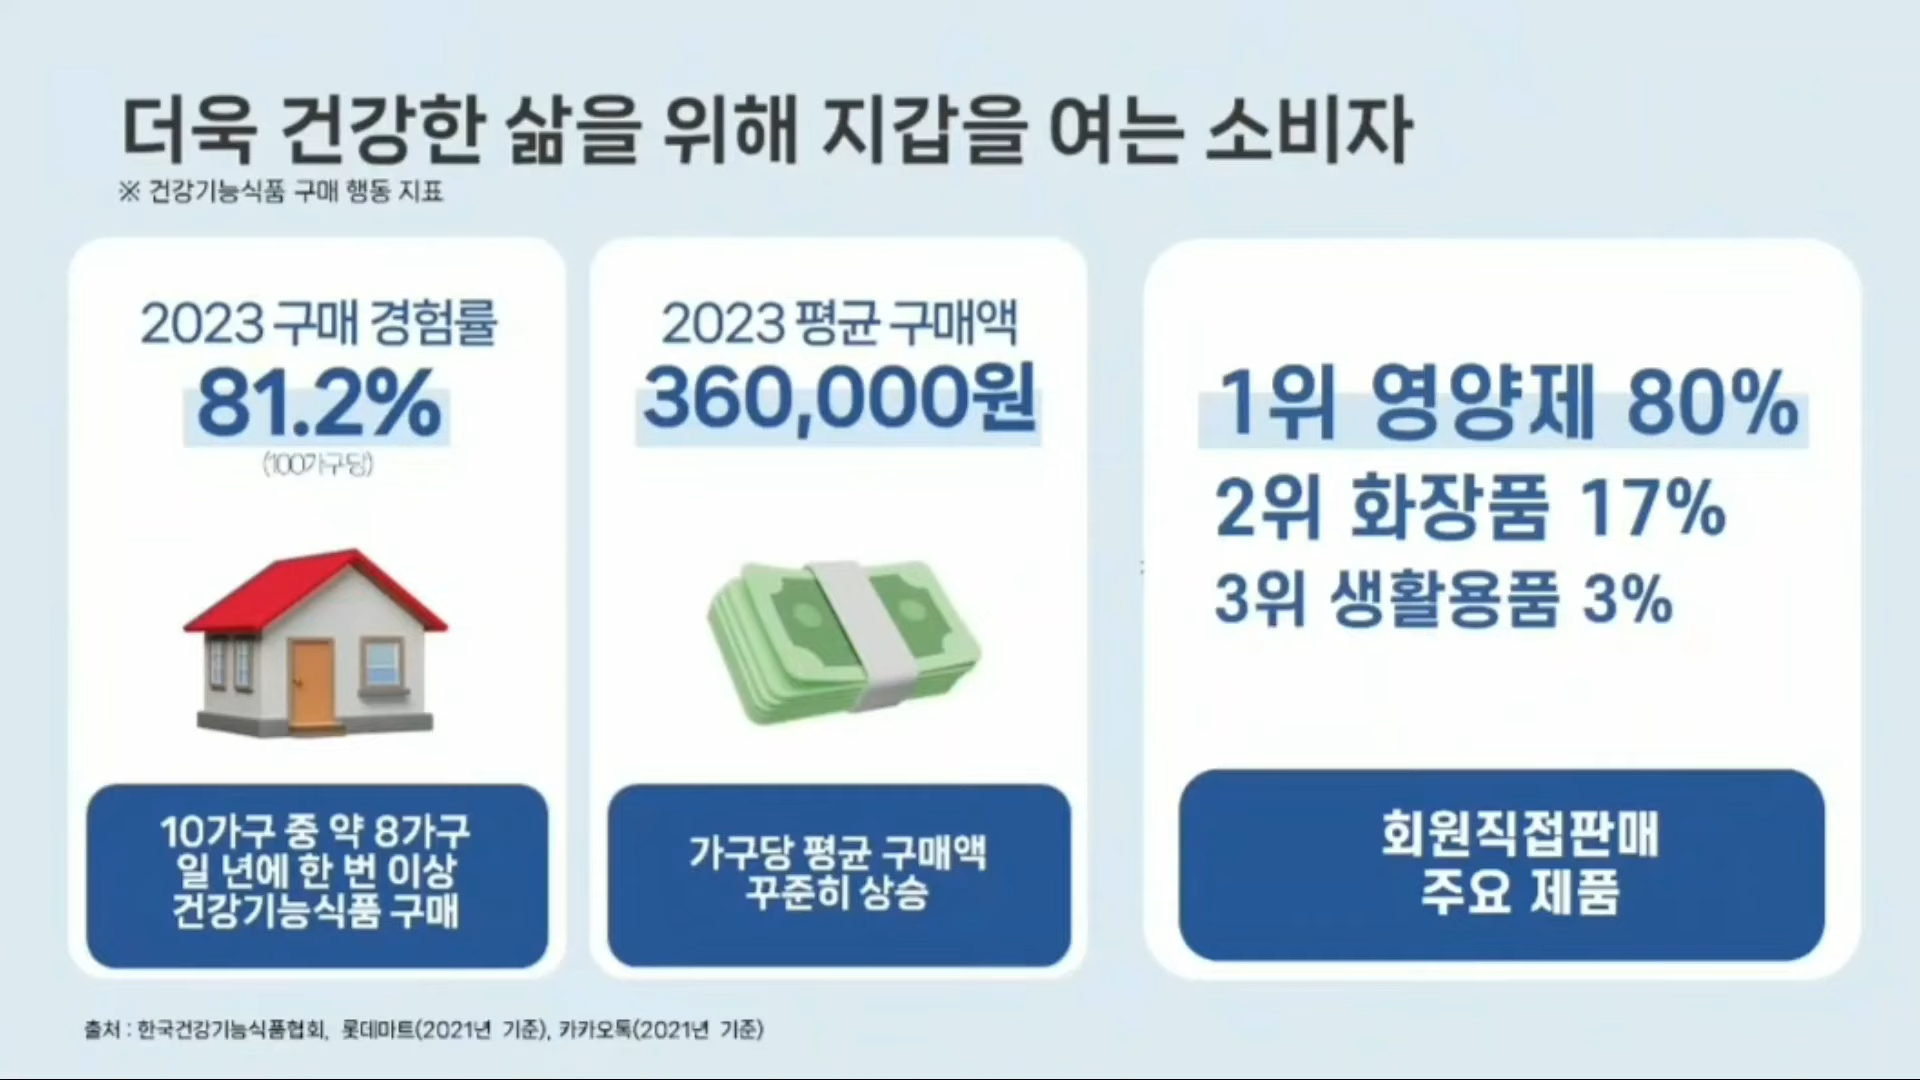 더욱 건강한 삶을 위해 지갑을 여는 소비자
※ 건강기능식품 구매 행동 지표
2023 구매 경험률
81.2%
(100가구당)
10가구 중 약 8가구
일 년에 한 번 이상
건강기능식품 구매
2023 평균 구매액
360,000원
가구당 평균 구매액
꾸준히 상승
1위 영양제 80%
2위 화장품 17%
3위 생활용품 3%
회원직접판매
주요 제품
출처 : 한국건강기능식품협회, 롯데마트(2021년 기준), 카카오톡(2021년 기준)